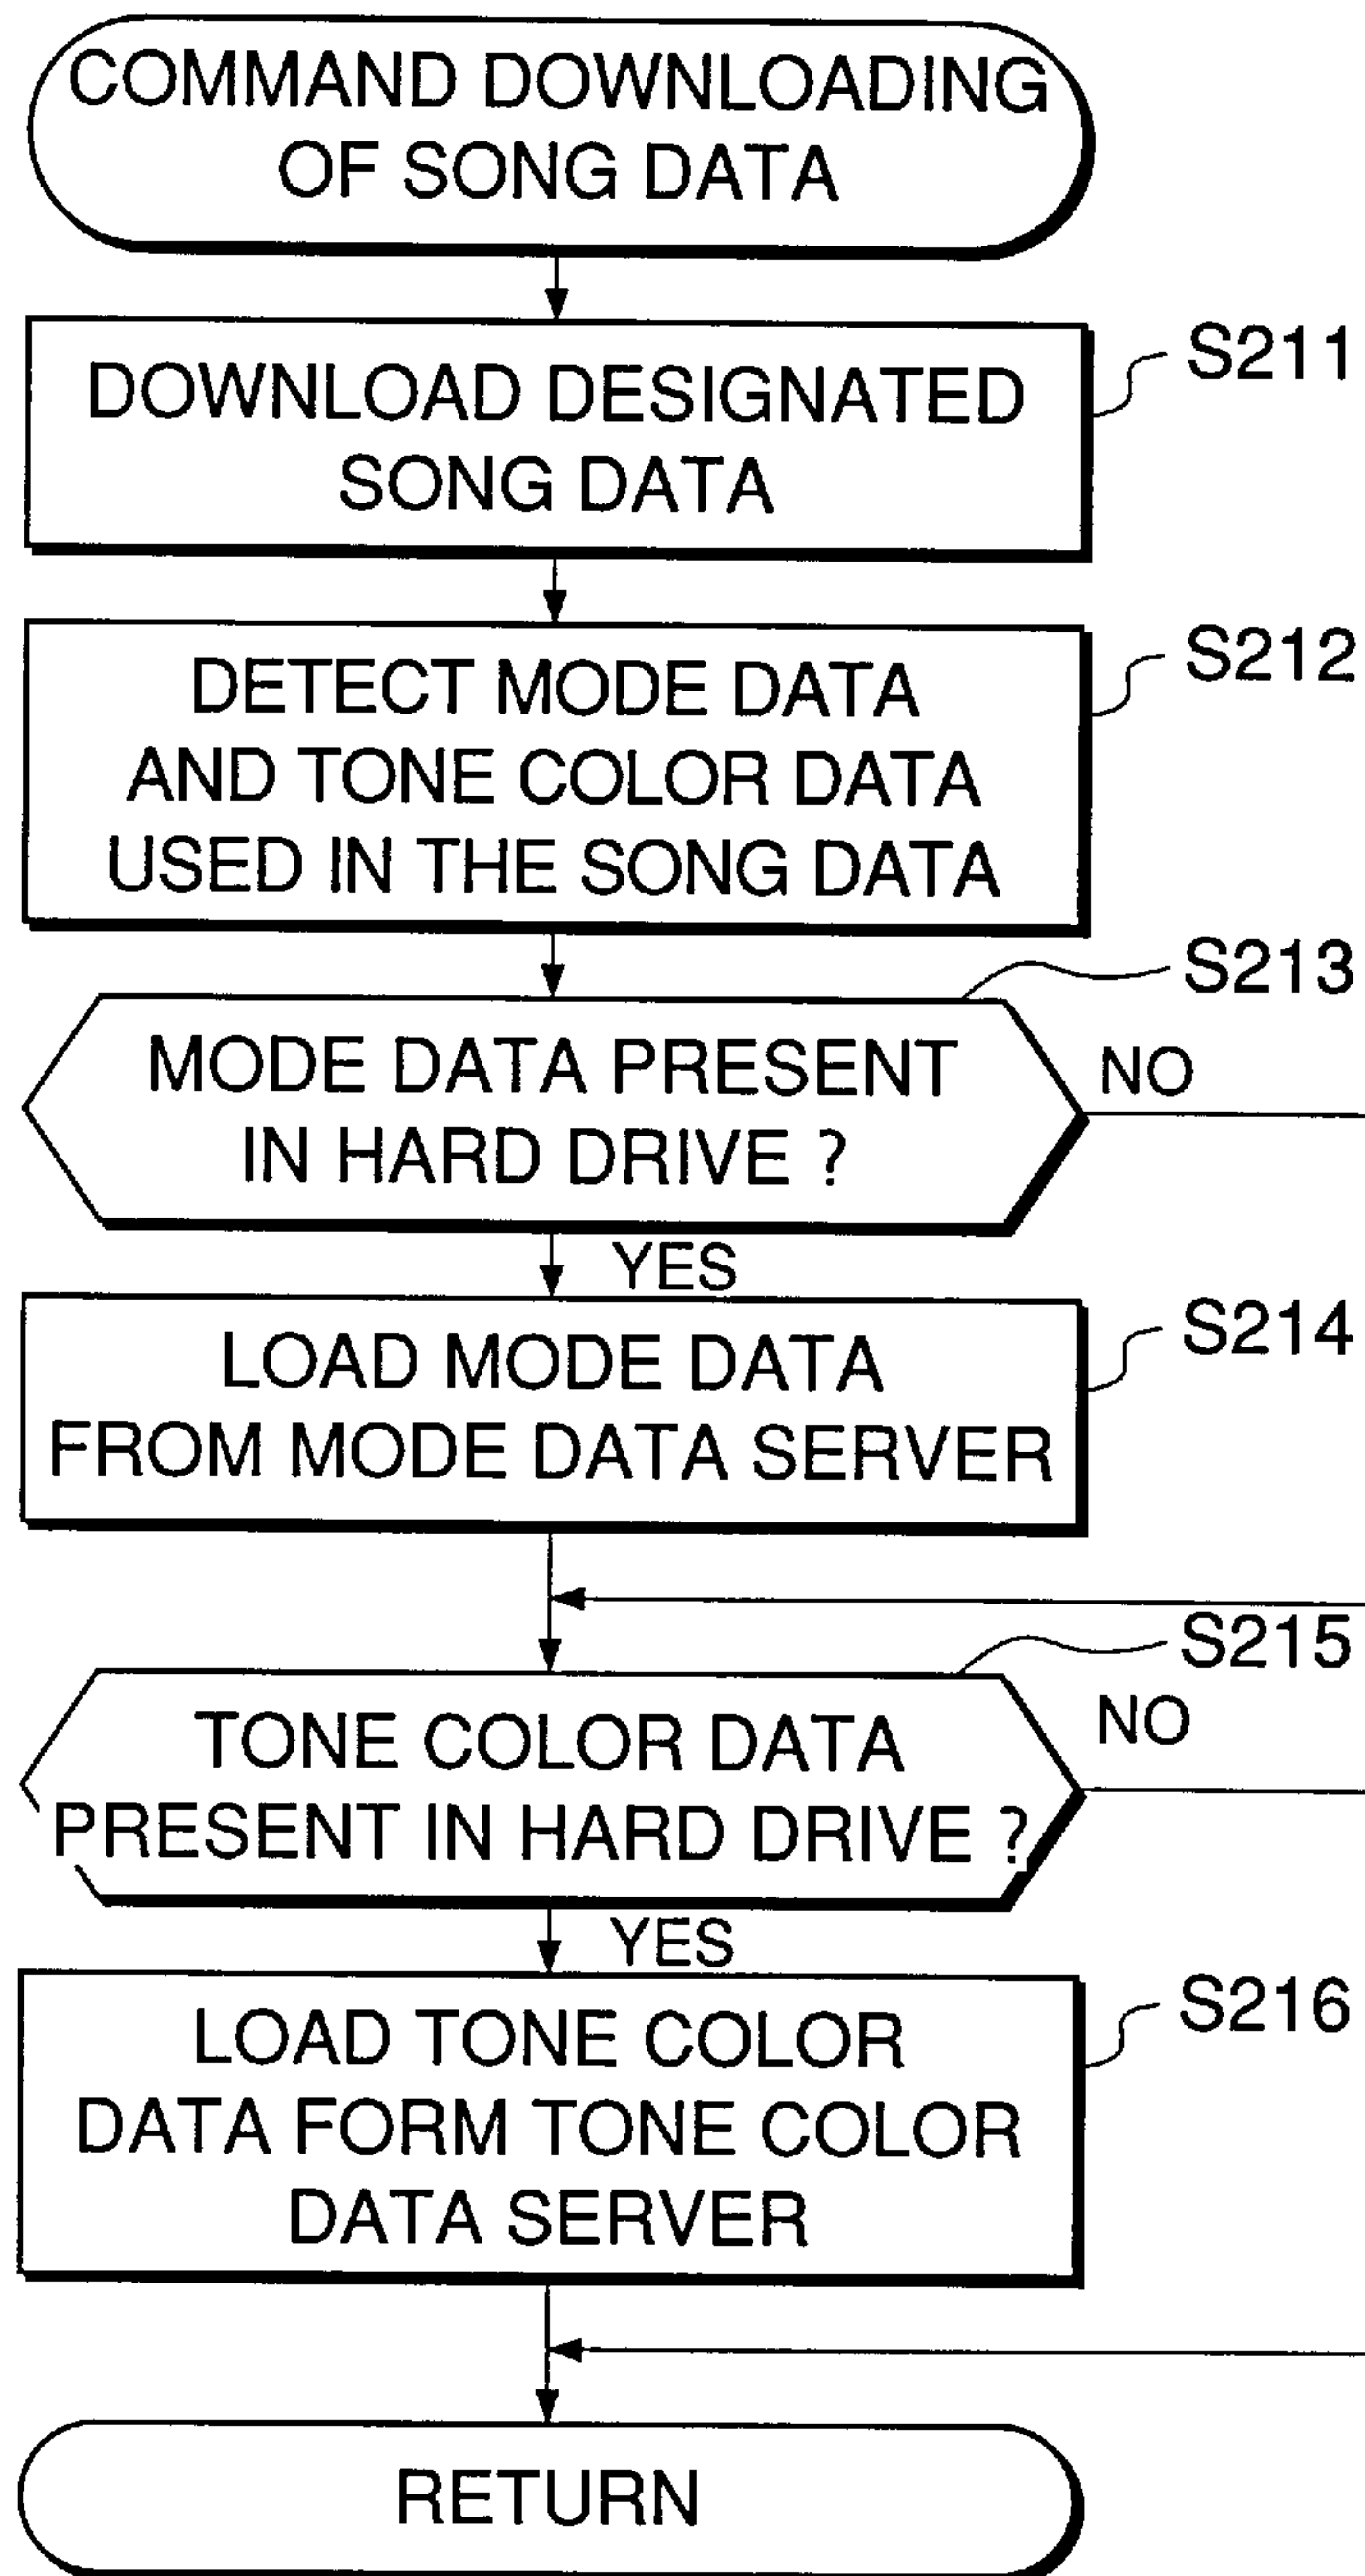 COMMAND DOWNLOADING
OF SONG DATA
DOWNLOAD DESIGNATED
SONG DATA
S211
DETECT MODE DATA
AND TONE COLOR DATA
USED IN THE SONG DATA
S212
S213
MODE DATA PRESENT
IN HARD DRIVE ?
NO
YES
LOAD MODE DATA
FROM MODE DATA SERVER
S214
S215
TONE COLOR DATA
PRESENT IN HARD DRIVE ?
NO
YES
LOAD TONE COLOR
DATA FORM TONE COLOR
DATA SERVER
S216
RETURN